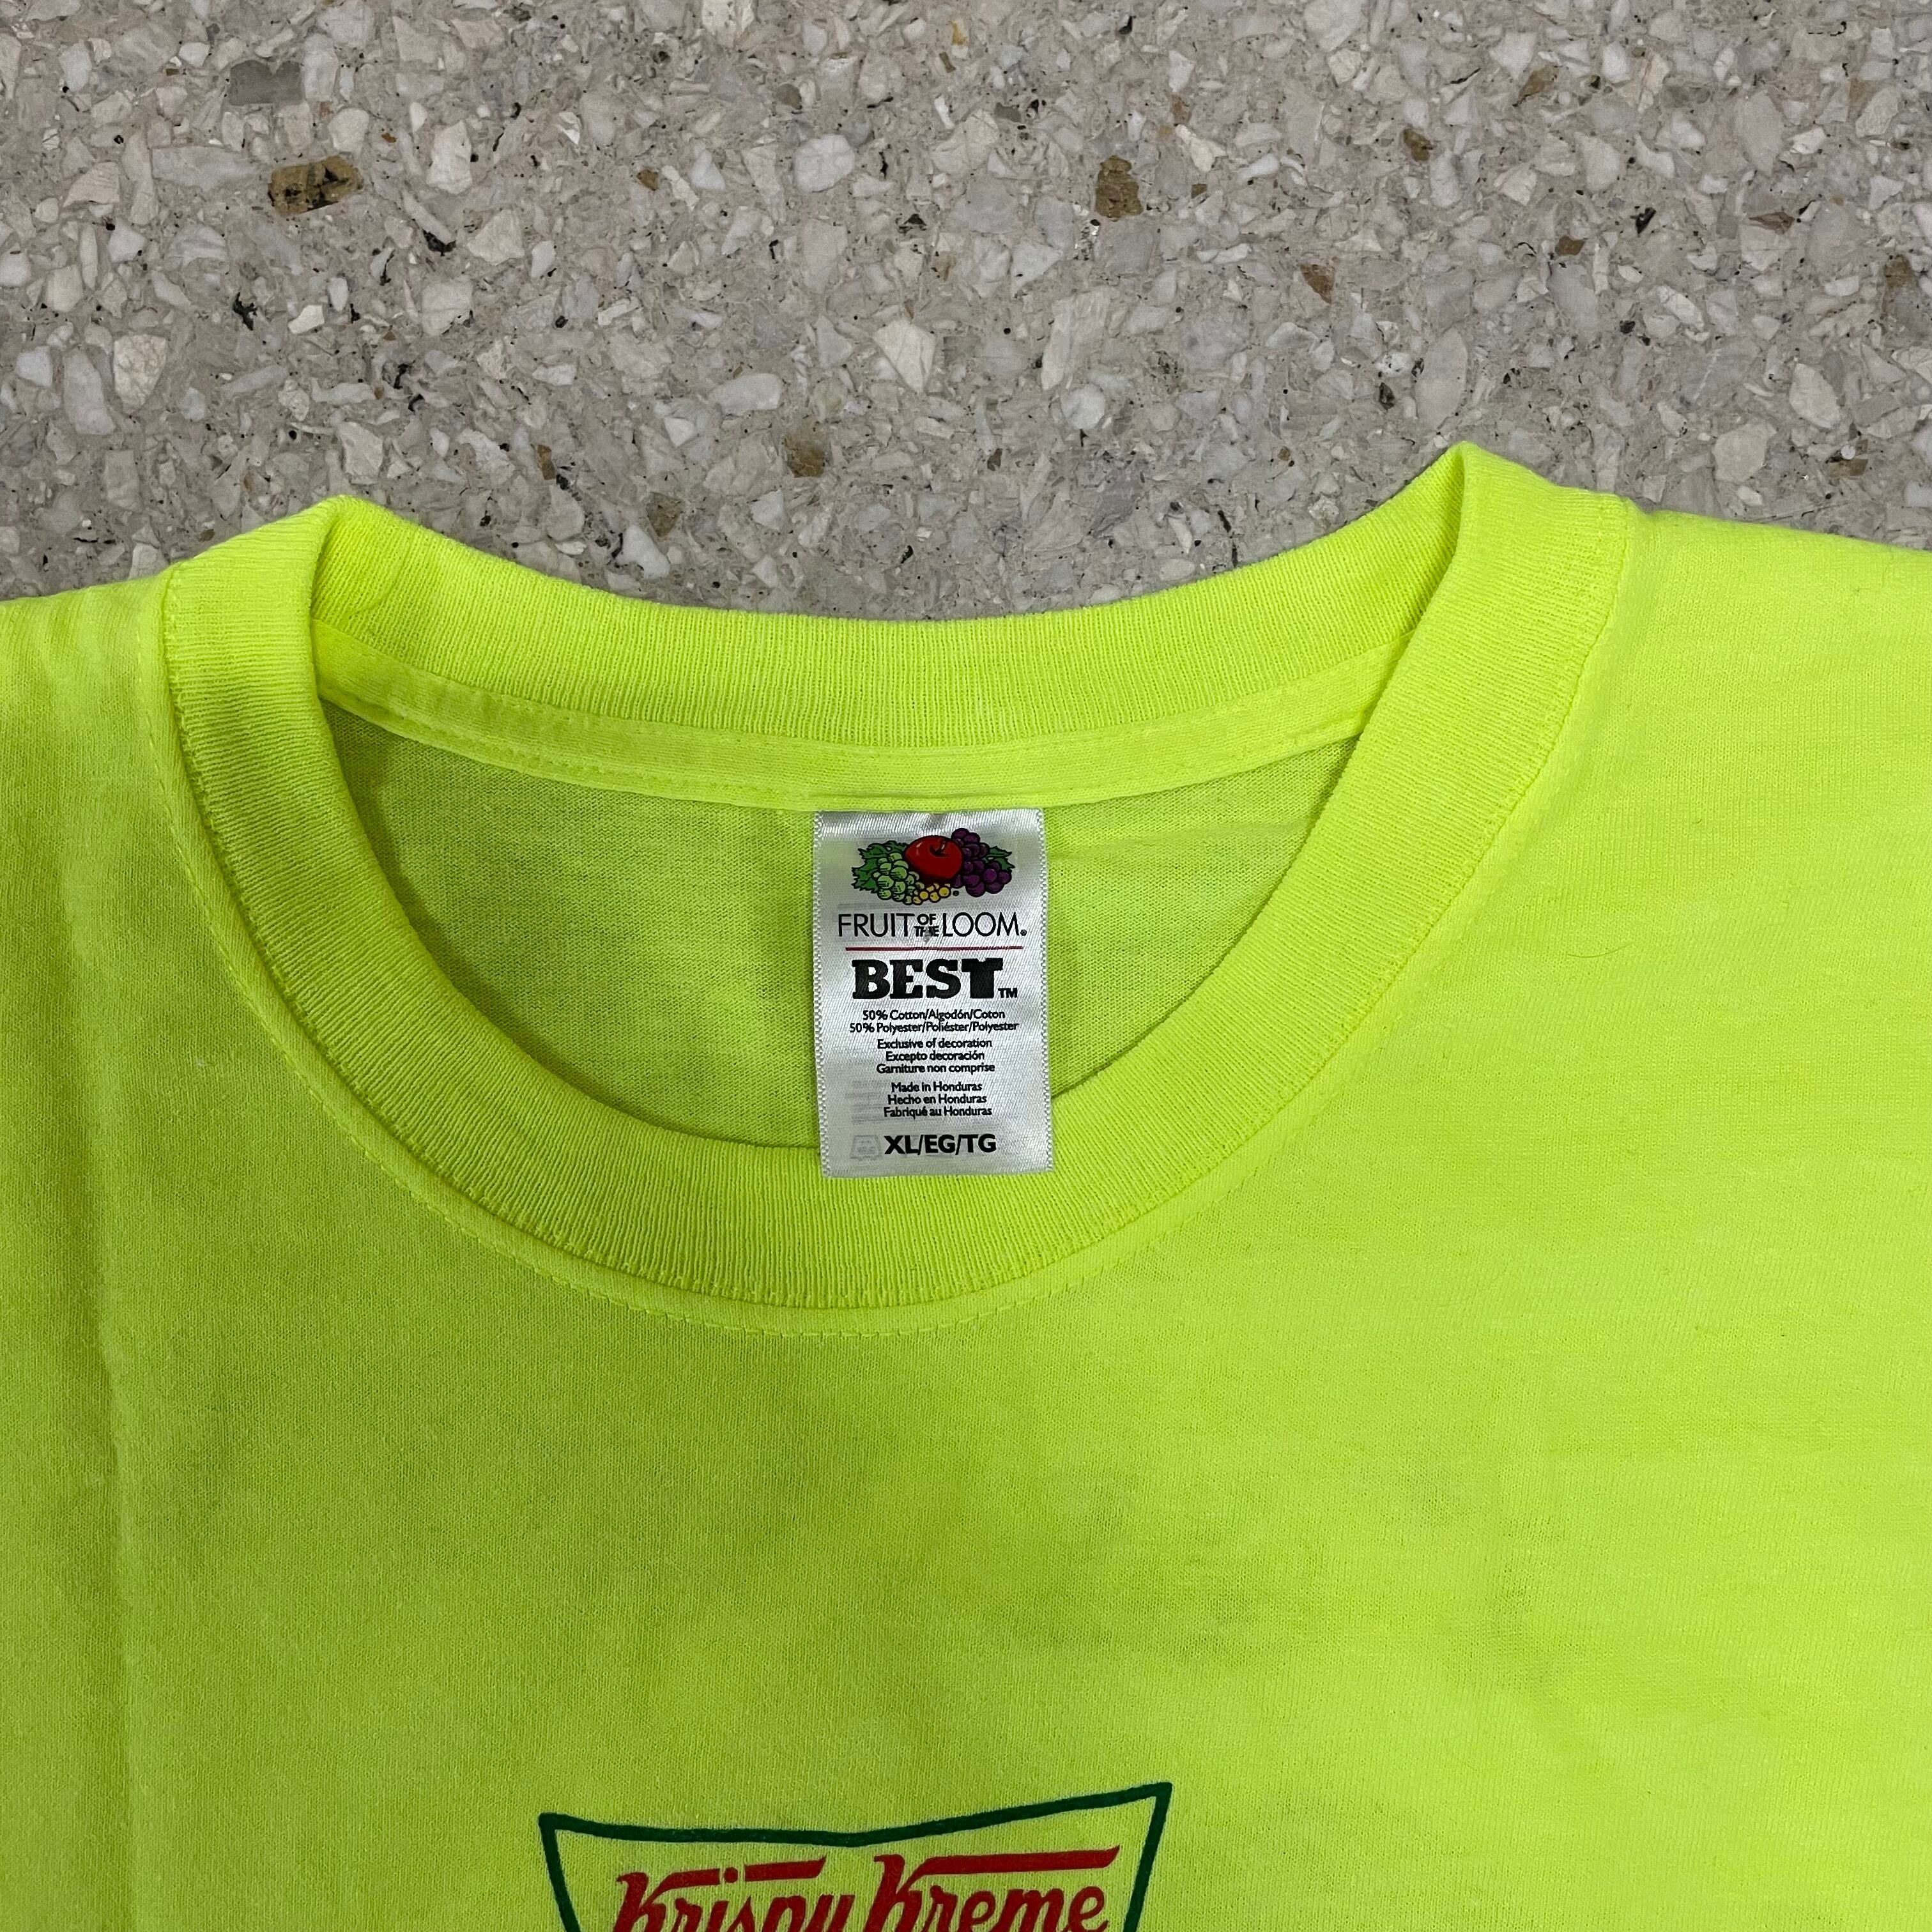 FRUIT OF THE LOOM®
BEST™
50% Cotton/Algodón/Coton
50% Polyester/Poliéster/Polyester
Exclusive of decoration
Excepto decoración
Garniture non comprise
Made in Honduras
Hecho en Honduras
Fabriqué au Honduras
XL/EG/TG
Krispy Kreme